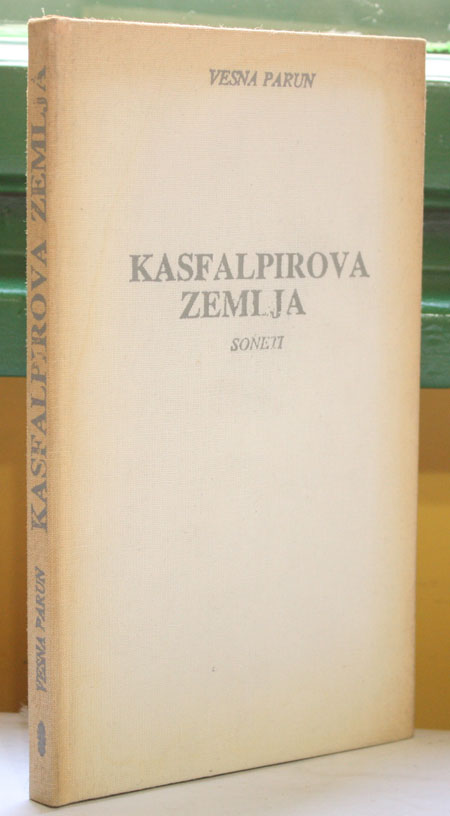 VESNA PARUN
KASFALPIROVA
ZEMLJA
SONETI
VESNA PARUN KASFALPIROVA ZEMLJA